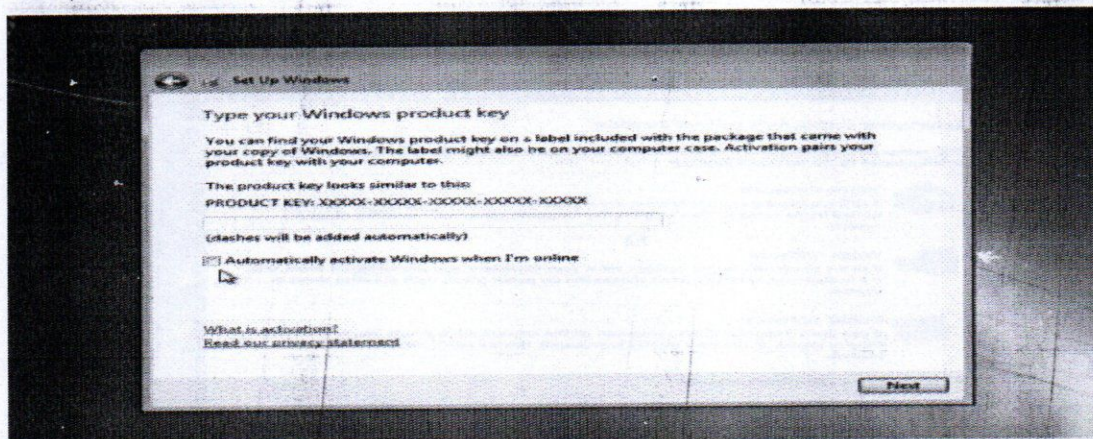 Set Up Windows
Type your Windows product key
You can find your Windows product key on a label included with the package that came with
your copy of Windows. The label might also be on your computer case. Activation pairs your
product key with your computer.
The product key looks similar to this:
PRODUCT KEY: XXXXX-XXXXX-XXXXX-XXXXX-XXXXX
(dashes will be added automatically)
Automatically activate Windows when I'm online
What is activation?
Read our privacy statement
Next